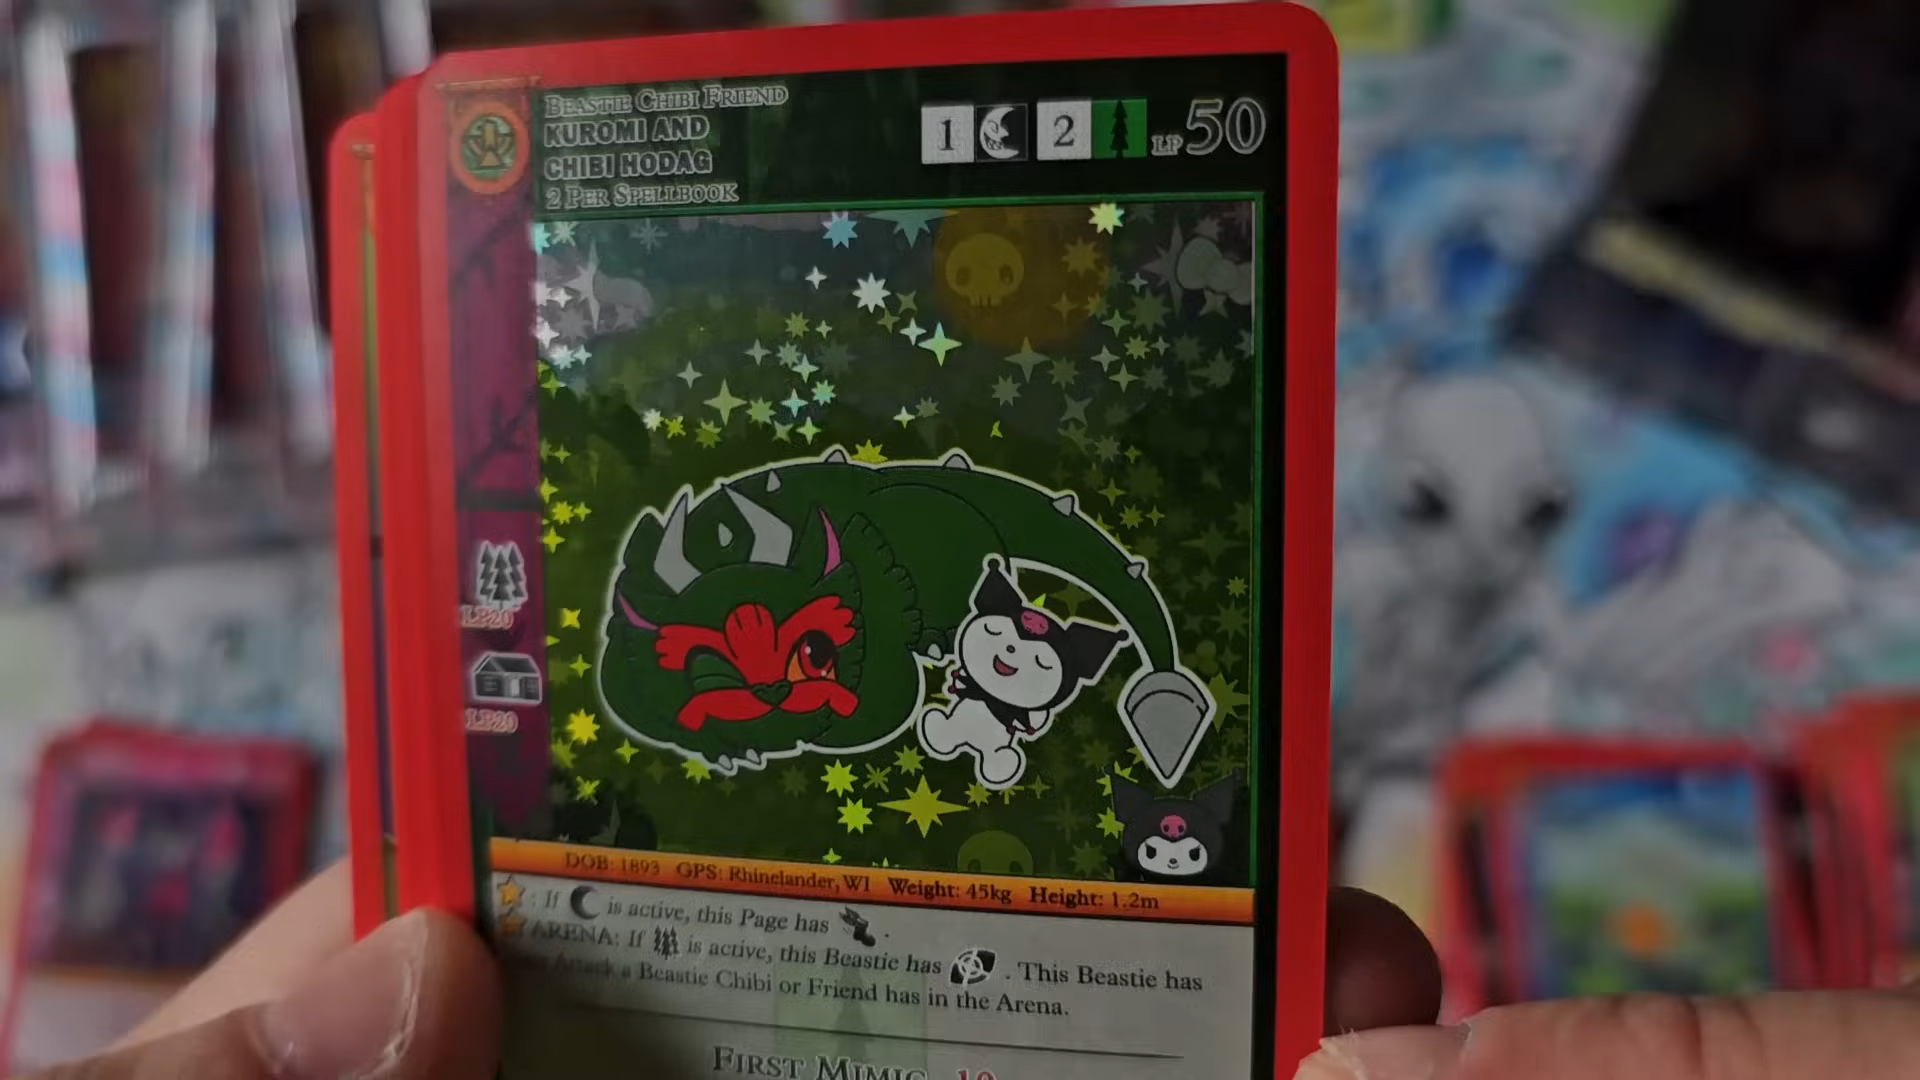 BEASTIE CHIBI FRIEND
KUROMI AND
CHIBI HODAG
2 PER SPELLBOOK
1 2 LP50
LP20
LP20
DOB: 1893 GPS: Rhinelander, WI Weight: 45kg Height: 1.2m
: If is active, this Page has .
ARENA: If is active, this Beastie has . This Beastie has
Attack a Beastie Chibi or Friend has in the Arena.
FIRST MIMIC 10